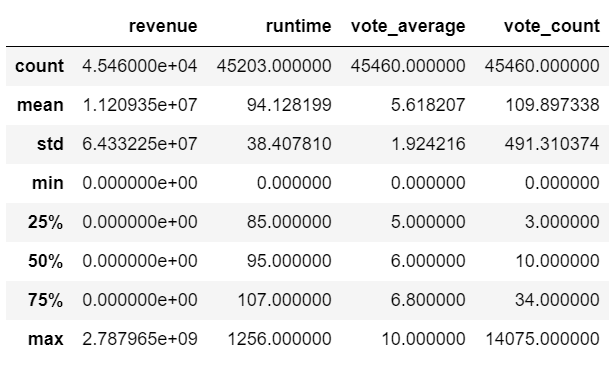 revenue runtime vote_average vote_count
count 4.546000e+04 45203.000000 45460.000000 45460.000000
mean 1.120935e+07 94.128199 5.618207 109.897338
std 6.433225e+07 38.407810 1.924216 491.310374
min 0.000000e+00 0.000000 0.000000 0.000000
25% 0.000000e+00 85.000000 5.000000 3.000000
50% 0.000000e+00 95.000000 6.000000 10.000000
75% 0.000000e+00 107.000000 6.800000 34.000000
max 2.787965e+09 1256.000000 10.000000 14075.000000